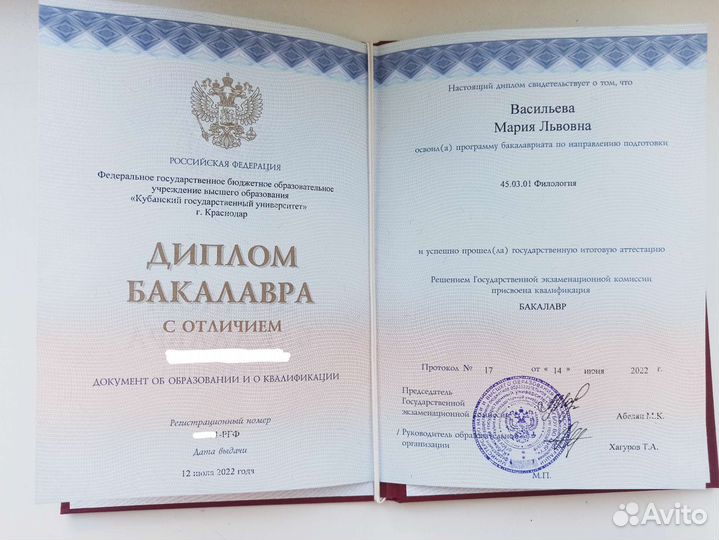 РОССИЙСКАЯ ФЕДЕРАЦИЯ
Федеральное государственное бюджетное образовательное
учреждение высшего образования
«Кубанский государственный университет»
г. Краснодар
ДИПЛОМ
БАКАЛАВРА
С ОТЛИЧИЕМ
ДОКУМЕНТ ОБ ОБРАЗОВАНИИ И О КВАЛИФИКАЦИИ
Регистрационный номер
-РГФ
Дата выдачи
12 июля 2022 года
Настоящий диплом свидетельствует о том, что
Васильева
Мария Львовна
освоил(а) программу бакалавриата по направлению подготовки
45.03.01 Филология
и успешно прошел(ла) государственную итоговую аттестацию
Решением Государственной экзаменационной комиссии
присвоена квалификация
БАКАЛАВР
Протокол № 17 от « 14 » июня 2022 г.
Председатель
Государственной
экзаменационной комиссии
Абелян М.К.
/ Руководитель образовательной
организации
Хагуров Т.А.
М.П.
Avito